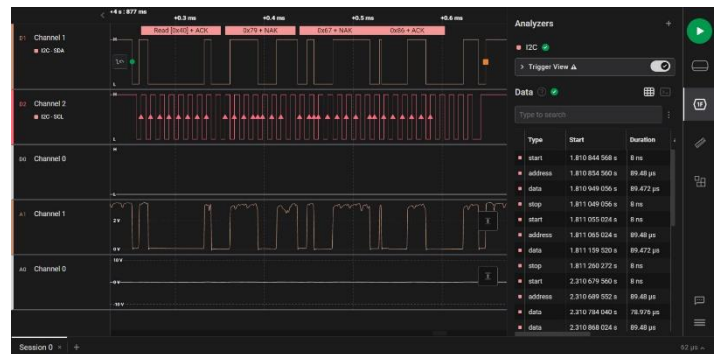 +4 s : 877 ms
+0.3 ms +0.4 ms +0.5 ms +0.6 ms
Read [0x40] + ACK 0x79 + NAK 0x67 + NAK 0x86 + ACK
D1 Channel 1
I2C - SDA
H
L
D2 Channel 2
I2C - SCL
H
L
D0 Channel 0
H
L
A1 Channel 1
2 V
0 V
A0 Channel 0
10 V
0 V
-10 V
Session 0
Analyzers +
I2C
Trigger View
Data
Type to search
Type Start Duration
start 1.810 844 568 s 8 ns
address 1.810 854 560 s 89.48 μs
data 1.810 949 056 s 89.472 μs
stop 1.811 049 056 s 8 ns
start 1.811 055 024 s 8 ns
address 1.811 065 024 s 89.48 μs
data 1.811 159 520 s 89.472 μs
stop 1.811 260 272 s 8 ns
start 2.310 679 560 s 8 ns
address 2.310 689 552 s 89.48 μs
data 2.310 784 040 s 78.976 μs
data 2.310 868 024 s 89.48 μs
1F
62 μs